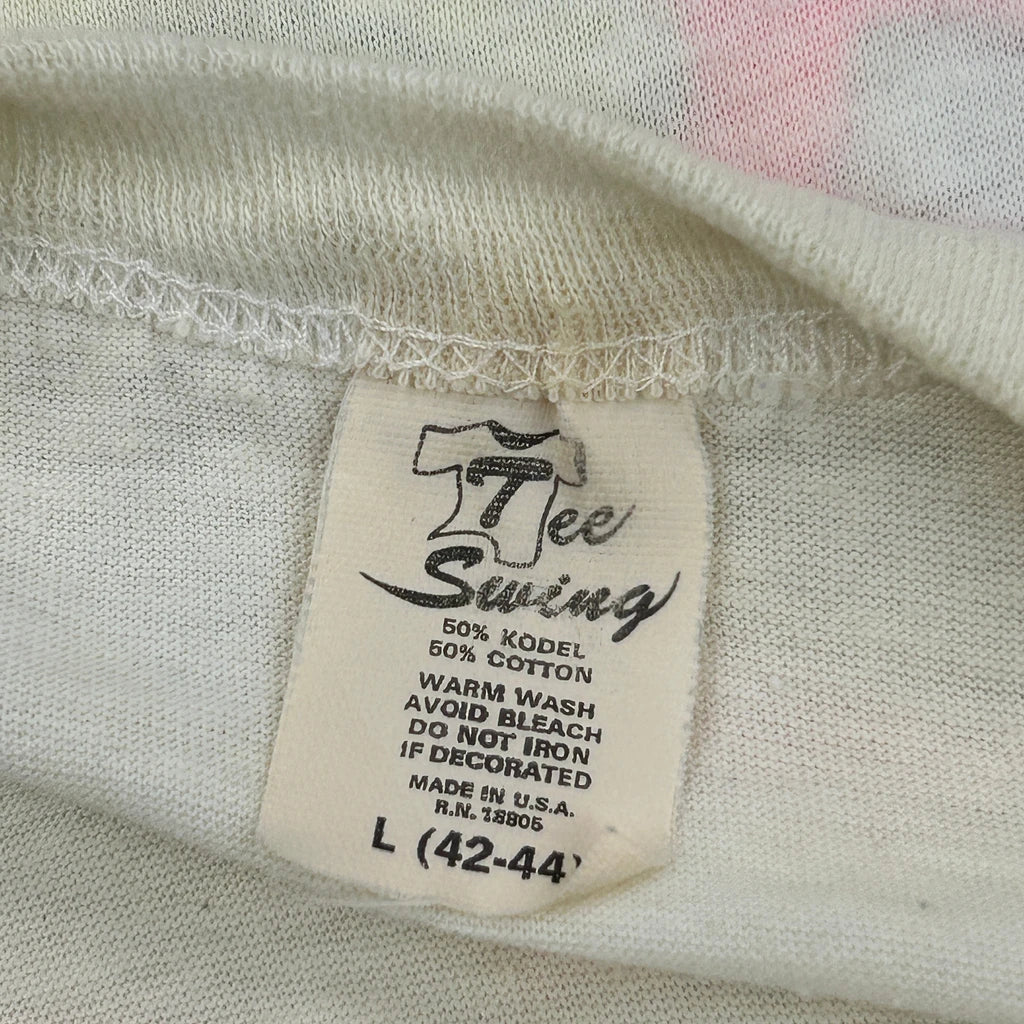 Tee
Swing
50% KODEL
50% COTTON
WARM WASH
AVOID BLEACH
DO NOT IRON
IF DECORATED
MADE IN U.S.A.
R.N. 18805
L (42-44)